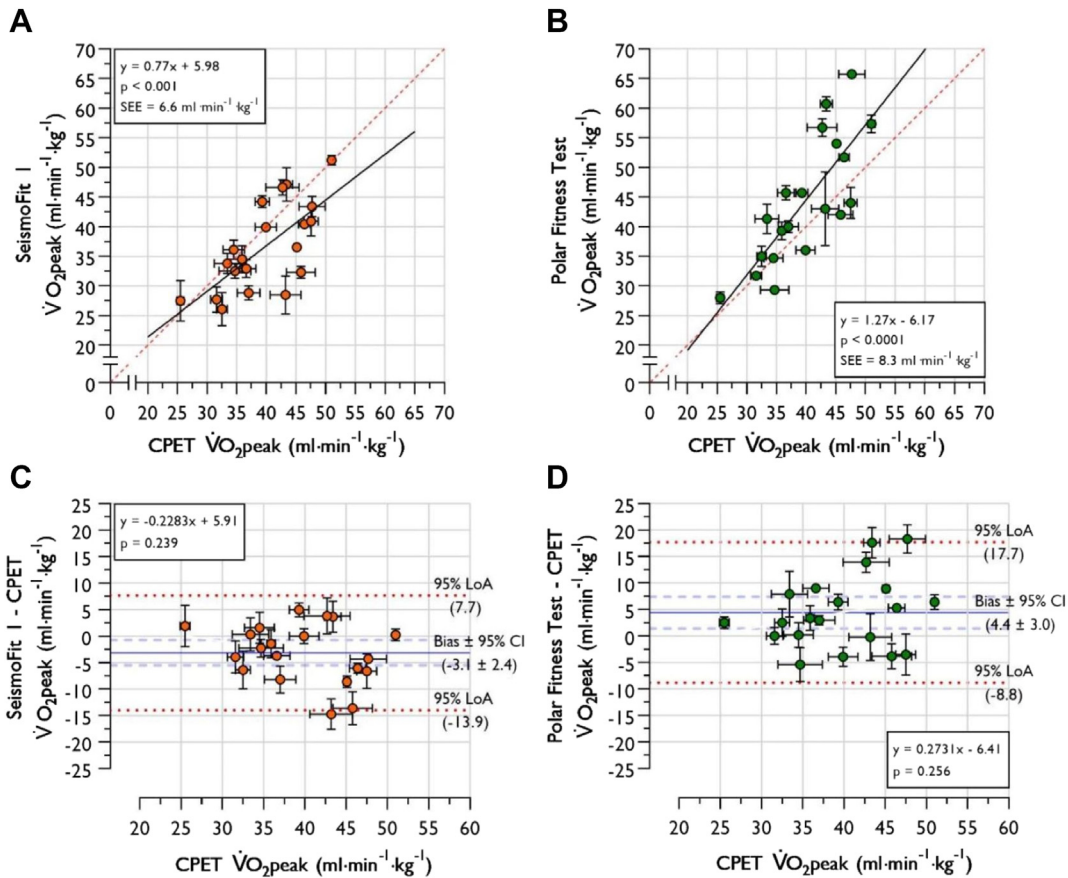 A
y = 0.77x + 5.98
p < 0.001
SEE = 6.6 ml·min⁻¹·kg⁻¹
SeismoFit I
V̇O₂peak (ml·min⁻¹·kg⁻¹)
70
65
60
55
50
45
40
35
30
25
20
0
0 20 25 30 35 40 45 50 55 60 65 70
CPET V̇O₂peak (ml·min⁻¹·kg⁻¹)
B
y = 1.27x - 6.17
p < 0.0001
SEE = 8.3 ml·min⁻¹·kg⁻¹
Polar Fitness Test
V̇O₂peak (ml·min⁻¹·kg⁻¹)
70
65
60
55
50
45
40
35
30
25
20
0
0 20 25 30 35 40 45 50 55 60 65 70
CPET V̇O₂peak (ml·min⁻¹·kg⁻¹)
C
y = -0.2283x + 5.91
p = 0.239
SeismoFit I - CPET
V̇O₂peak (ml·min⁻¹·kg⁻¹)
25
20
15
10
5
0
-5
-10
-15
-20
-25
95% LoA
(7.7)
Bias ± 95% CI
(-3.1 ± 2.4)
95% LoA
(-13.9)
20 25 30 35 40 45 50 55 60
CPET V̇O₂peak (ml·min⁻¹·kg⁻¹)
D
Polar Fitness Test - CPET
V̇O₂peak (ml·min⁻¹·kg⁻¹)
25
20
15
10
5
0
-5
-10
-15
-20
-25
95% LoA
(17.7)
Bias ± 95% CI
(4.4 ± 3.0)
95% LoA
(-8.8)
y = 0.2731x - 6.41
p = 0.256
20 25 30 35 40 45 50 55 60
CPET V̇O₂peak (ml·min⁻¹·kg⁻¹)